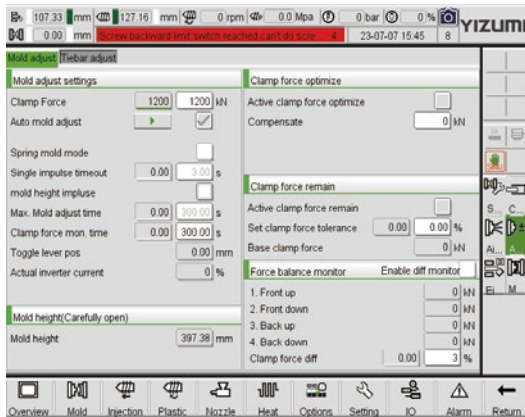 107.33 mm 127.16 mm 0 rpm 0.0 Mpa 0 bar 0 %
YIZUMI
0.00 mm Screw backward limit switch reached,can't do scre... 4 23-07-07 15:45 8
Mold adjust Tiebar adjust
Mold adjust settings
Clamp Force 1200 1200 kN
Auto mold adjust
Spring mold mode
Single impulse timeout 0.00 3.00 s
mold height impluse
Max. Mold adjust time 0.00 300.00 s
Clamp force mon. time 0.00 300.00 s
Toggle lever pos 0.00 mm
Actual inverter current 0 %
Mold height(Carefully open)
Mold height 397.38 mm
Clamp force optimize
Active clamp force optimize
Compensate 0 kN
Clamp force remain
Active clamp force remain
Set clamp force tolerance 0.00 0.00 %
Base clamp force 0 kN
Force balance monitor Enable diff monitor
1. Front up 0 kN
2. Front down 0 kN
3. Back up 0 kN
4. Back down 0 kN
Clamp force diff 0.00 3 %
S... C...
Ai... A
Ej... M...
Overview Mold Injection Plastic Nozzle Heat Options Setting IO Alarm Return